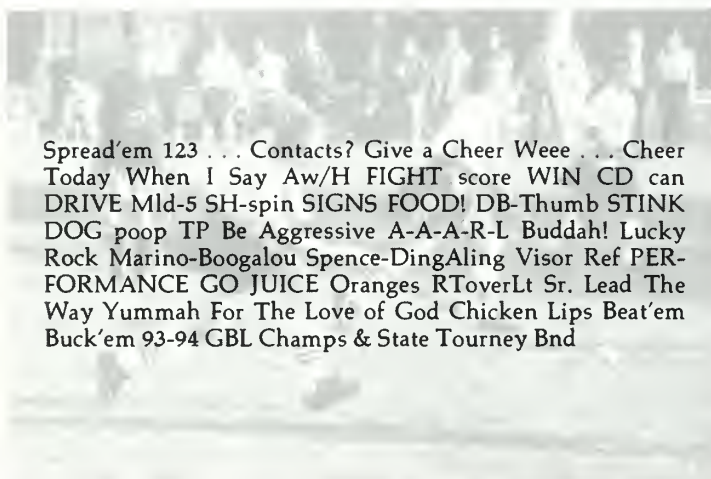 Spread'em 123 . . . Contacts? Give a Cheer Weee . . . Cheer
Today When I Say Aw/H FIGHT score WIN CD can
DRIVE Mld-5 SH-spin SIGNS FOOD! DB-Thumb STINK
DOG poop TP Be Aggressive A-A-A-R-L Buddah! Lucky
Rock Marino-Boogalou Spence-DingAling Visor Ref PER-
FORMANCE GO JUICE Oranges RToverLt Sr. Lead The
Way Yummah For The Love of God Chicken Lips Beat'em
Buck'em 93-94 GBL Champs & State Tourney Bnd